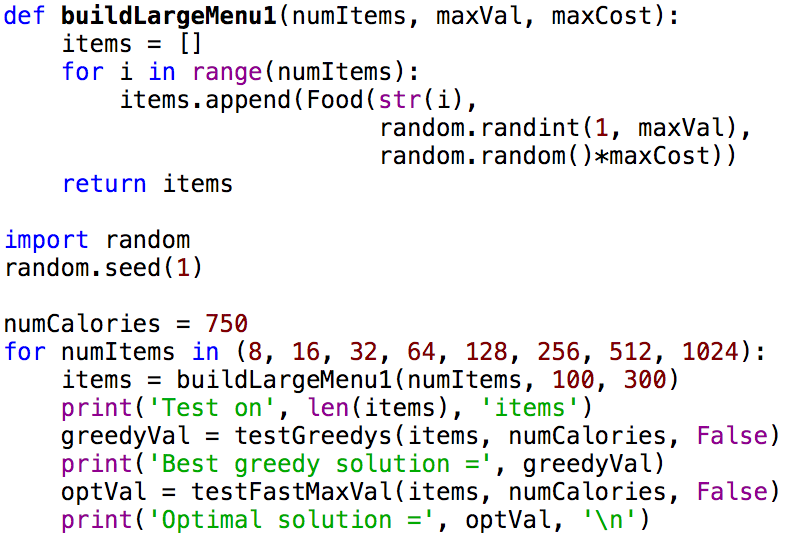 def buildLargeMenu1(numItems, maxVal, maxCost):
    items = []
    for i in range(numItems):
        items.append(Food(str(i),
                          random.randint(1, maxVal),
                          random.random()*maxCost))
    return items

import random
random.seed(1)

numCalories = 750
for numItems in (8, 16, 32, 64, 128, 256, 512, 1024):
    items = buildLargeMenu1(numItems, 100, 300)
    print('Test on', len(items), 'items')
    greedyVal = testGreedys(items, numCalories, False)
    print('Best greedy solution =', greedyVal)
    optVal = testFastMaxVal(items, numCalories, False)
    print('Optimal solution =', optVal, '\n')